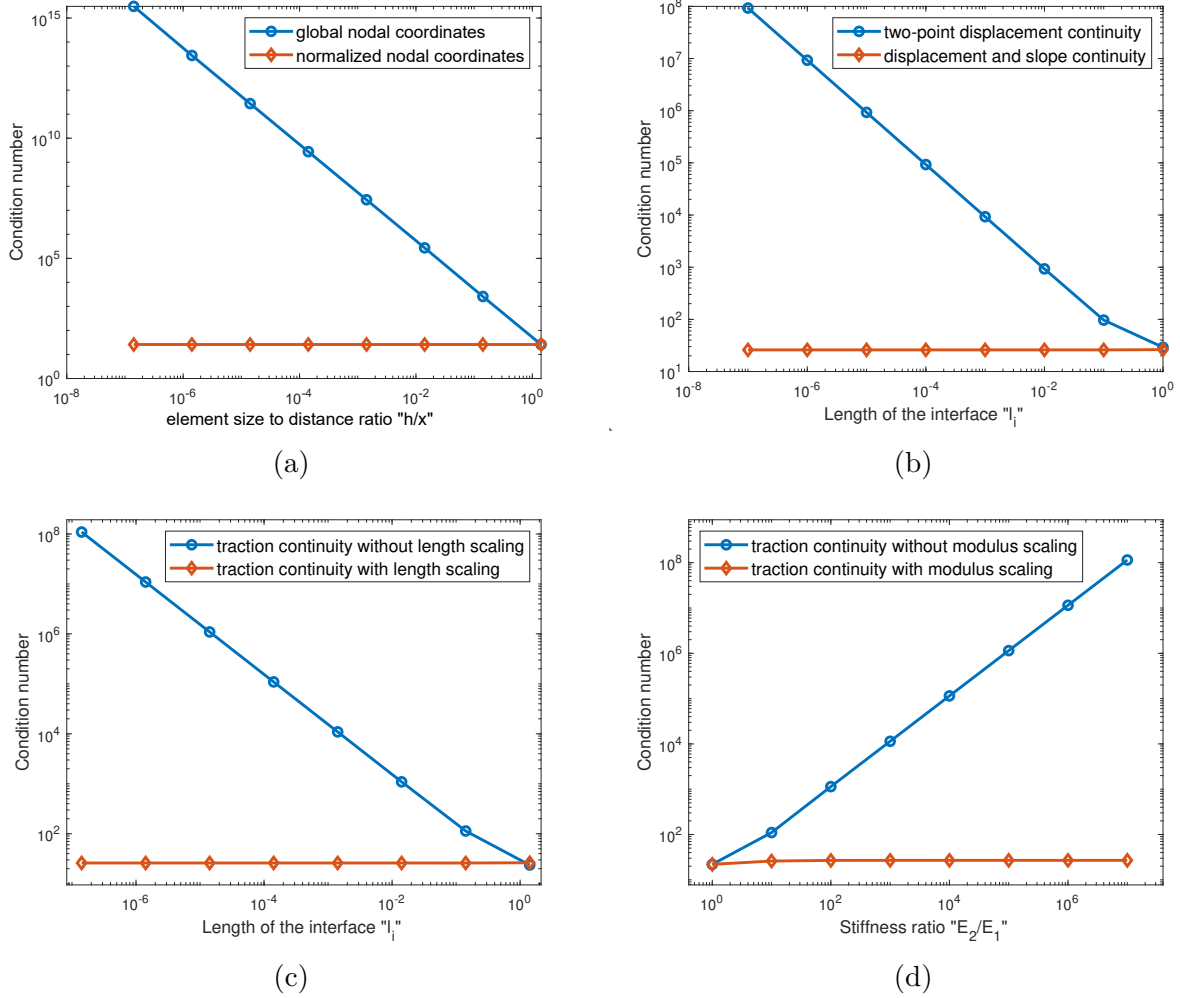 global nodal coordinates
normalized nodal coordinates
Condition number
10^15
10^10
10^5
10^0
10^-8
10^-6
10^-4
10^-2
10^0
element size to distance ratio "h/x"
(a)
two-point displacement continuity
displacement and slope continuity
Condition number
10^8
10^7
10^6
10^5
10^4
10^3
10^2
10^1
10^-8
10^-6
10^-4
10^-2
10^0
Length of the interface "l_i"
(b)
traction continuity without length scaling
traction continuity with length scaling
Condition number
10^8
10^6
10^4
10^2
10^-6
10^-4
10^-2
10^0
Length of the interface "l_i"
(c)
traction continuity without modulus scaling
traction continuity with modulus scaling
Condition number
10^8
10^6
10^4
10^2
10^0
10^2
10^4
10^6
Stiffness ratio "E_2/E_1"
(d)